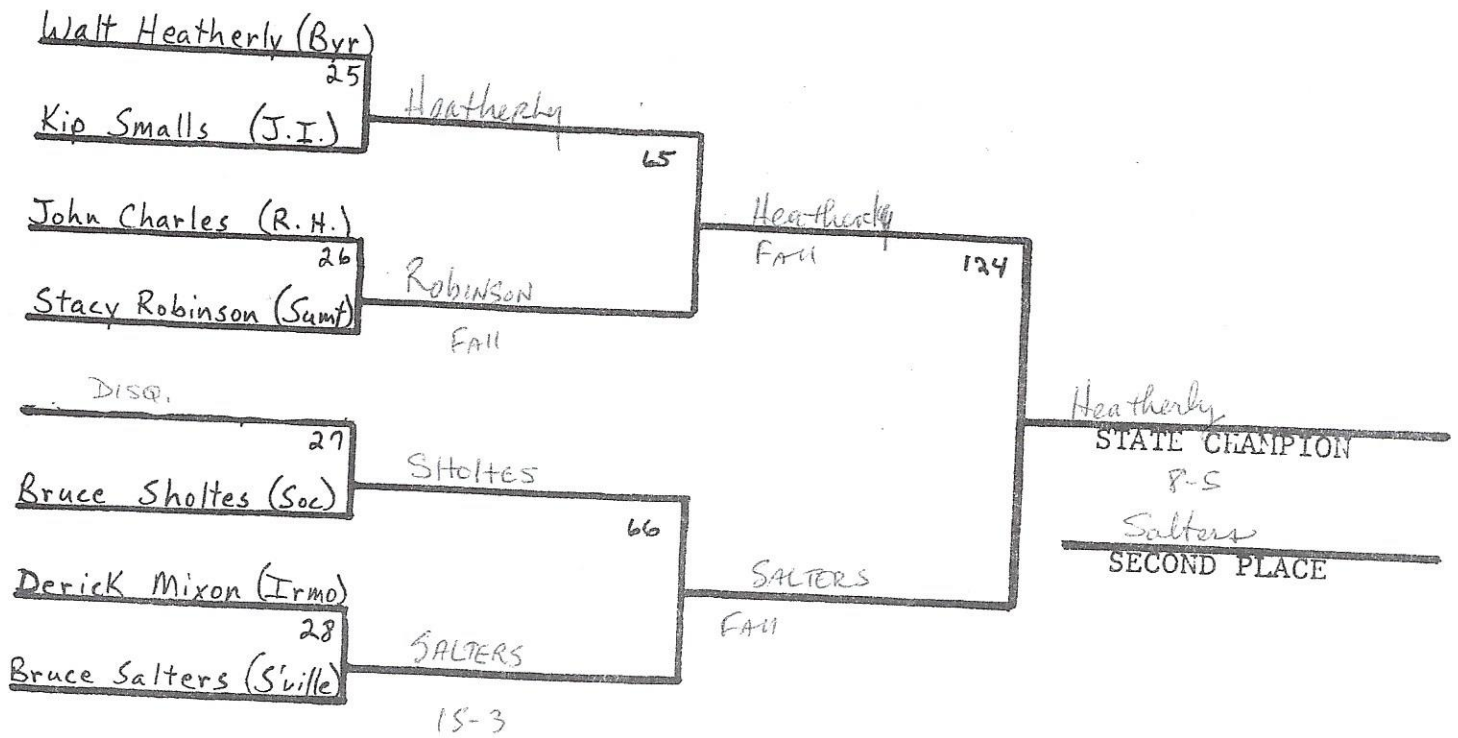 Walt Heatherly (Byr)
25
Kip Smalls (J.I.)
Heatherly
65
John Charles (R.H.)
26
Stacy Robinson (Sumt)
Robinson
Fall
Heatherly
Fall
124
Disq.
27
Bruce Sholtes (Soc)
Sholtes
66
Derick Mixon (Irmo)
28
Bruce Salters (S'ville)
Salters
15-3
Salters
Fall
Heatherly
STATE CHAMPION
8-5
Salters
SECOND PLACE